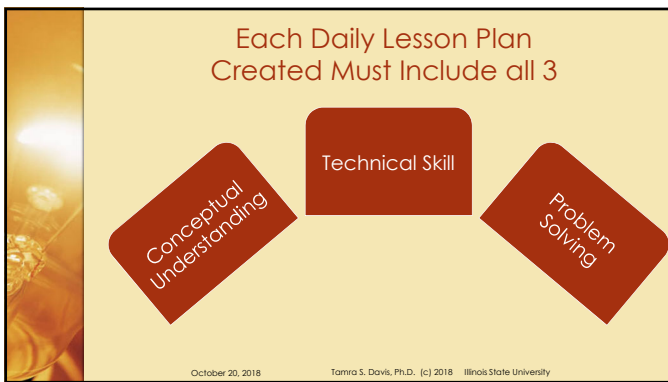 Each Daily Lesson Plan
Created Must Include all 3
Conceptual
Understanding
Technical Skill
Problem
Solving
October 20, 2018
Tamra S. Davis, Ph.D. (c) 2018 Illinois State University